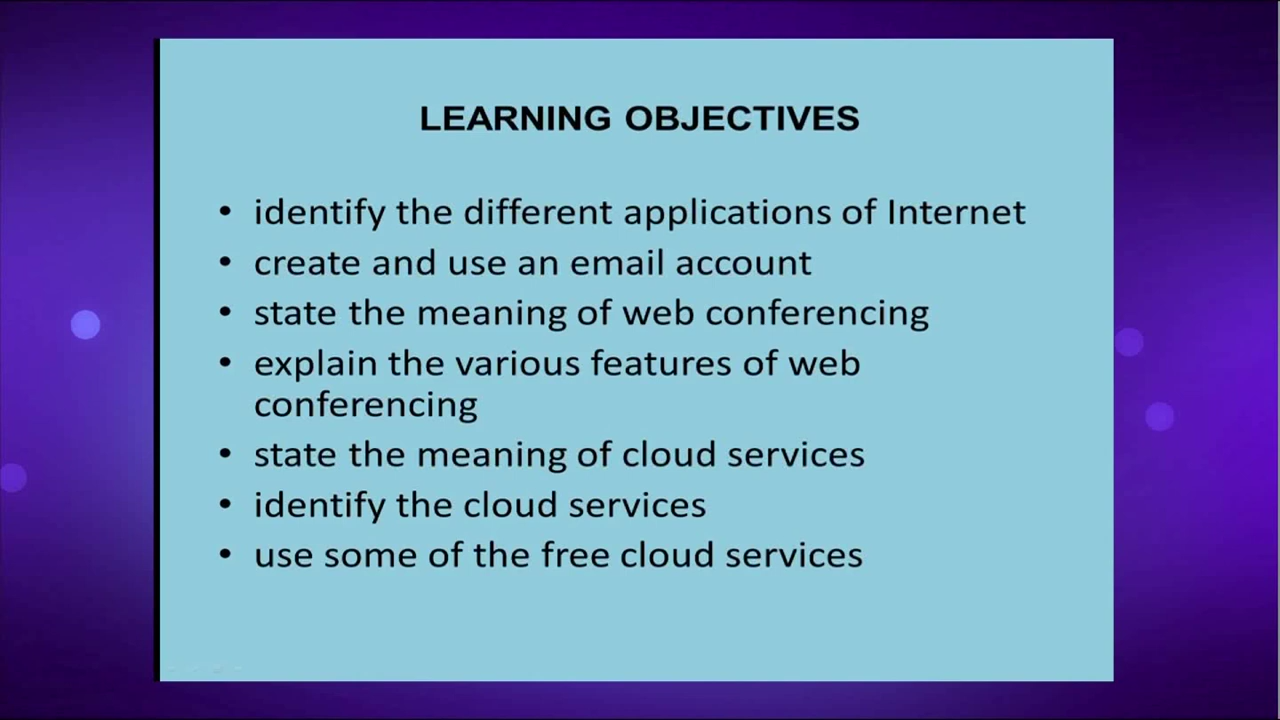 LEARNING OBJECTIVES
• identify the different applications of Internet
• create and use an email account
• state the meaning of web conferencing
• explain the various features of web
conferencing
• state the meaning of cloud services
• identify the cloud services
• use some of the free cloud services